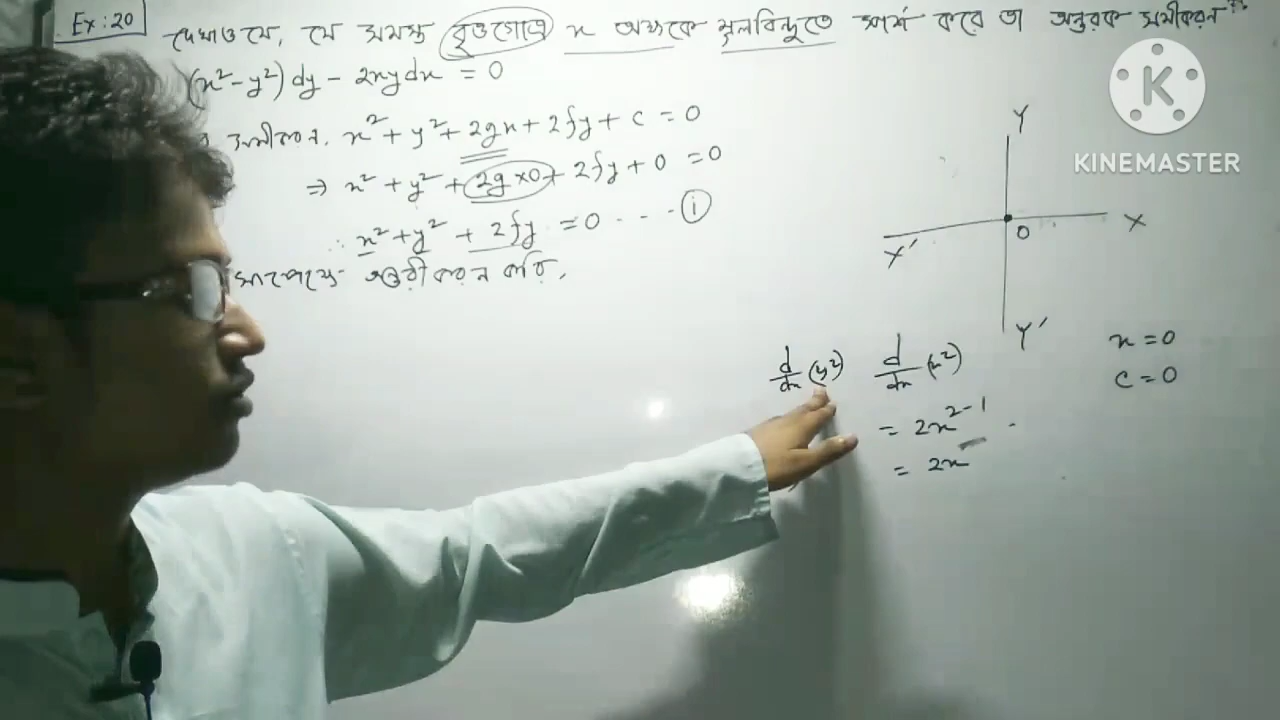 Ex: 20
দেখাও যে, যে সমস্ত বৃত্তগোত্র x অক্ষকে মূলবিন্দুতে স্পর্শ করে তা অন্তরক সমীকরণ
(x² - y²) dy - 2xy dx = 0
সমীকরণ, x² + y² + 2gx + 2fy + c = 0
⇒ x² + y² + 2g×0 + 2fy + 0 = 0
∴ x² + y² + 2fy = 0 - - - (i)
সাপেক্ষে অন্তরীকরণ করি,
Y
KINEMASTER
X
X'
O
Y'
x = 0
c = 0
d/dx (y²) d/dx (x²)
= 2x²⁻¹
= 2x